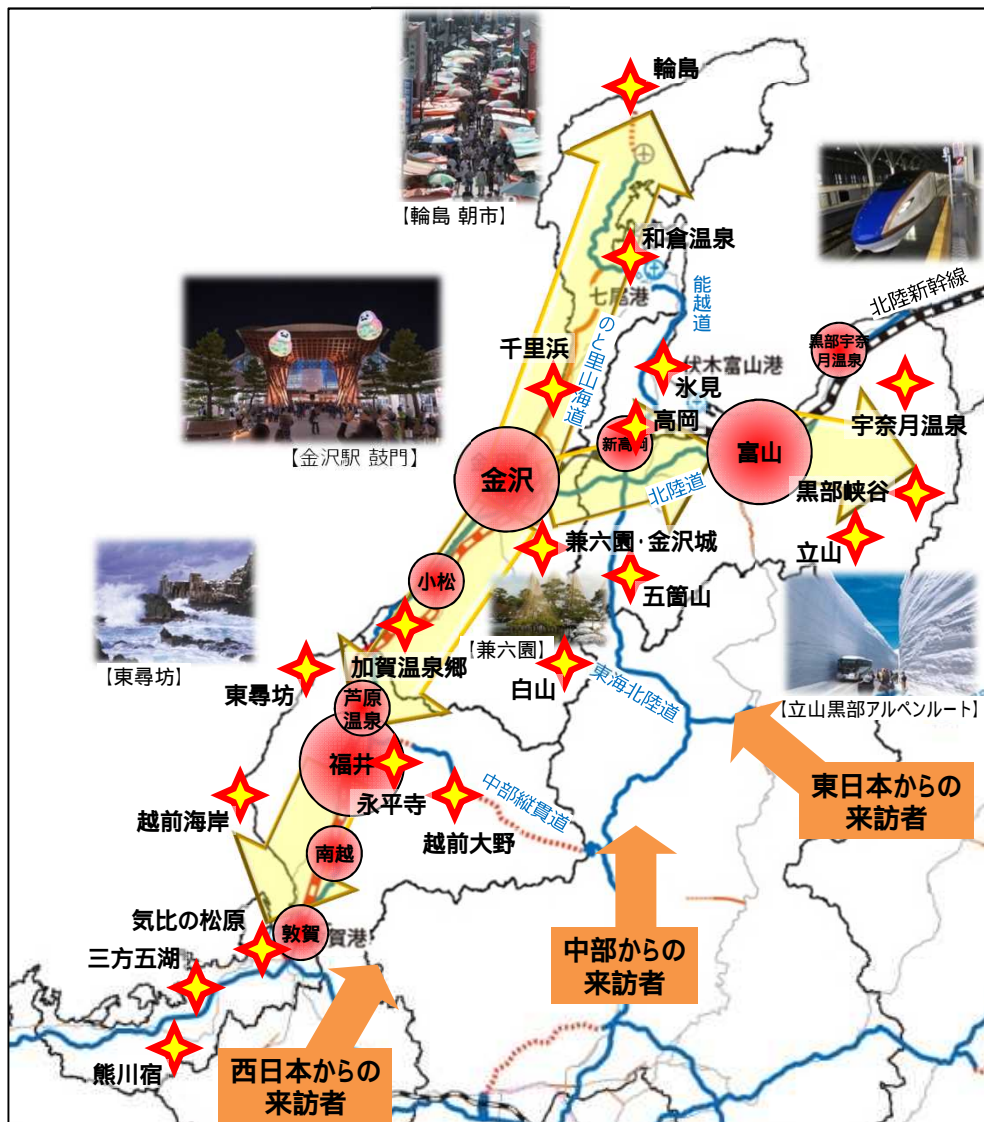 輪島
【輪島 朝市】
和倉温泉
七尾港
能越道
北陸新幹線
のと里山海道
千里浜
黒部宇奈
月温泉
伏木富山港
氷見
宇奈月温泉
【金沢駅 鼓門】
高岡
新高岡
富山
金沢
北陸道
黒部峡谷
兼六園・金沢城
立山
小松
五箇山
【東尋坊】
加賀温泉郷
【兼六園】
東尋坊
白山
東海北陸道
【立山黒部アルペンルート】
芦原
温泉
福井
永平寺
越前海岸
越前大野
中部縦貫道
東日本からの
来訪者
南越
気比の松原
敦賀
賀港
三方五湖
中部からの
来訪者
熊川宿
西日本からの
来訪者